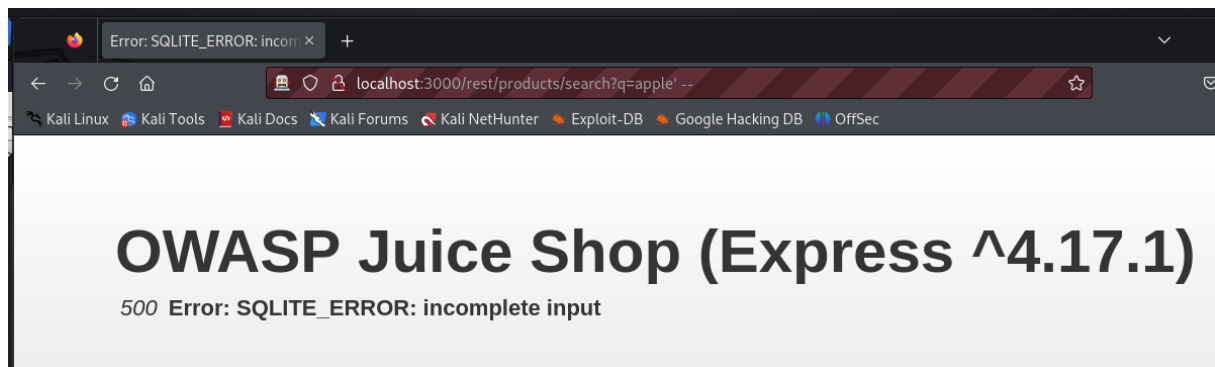 Error: SQLITE_ERROR: incom
localhost:3000/rest/products/search?q=apple' --
Kali Linux Kali Tools Kali Docs Kali Forums Kali NetHunter Exploit-DB Google Hacking DB OffSec
OWASP Juice Shop (Express ^4.17.1)
500 Error: SQLITE_ERROR: incomplete input